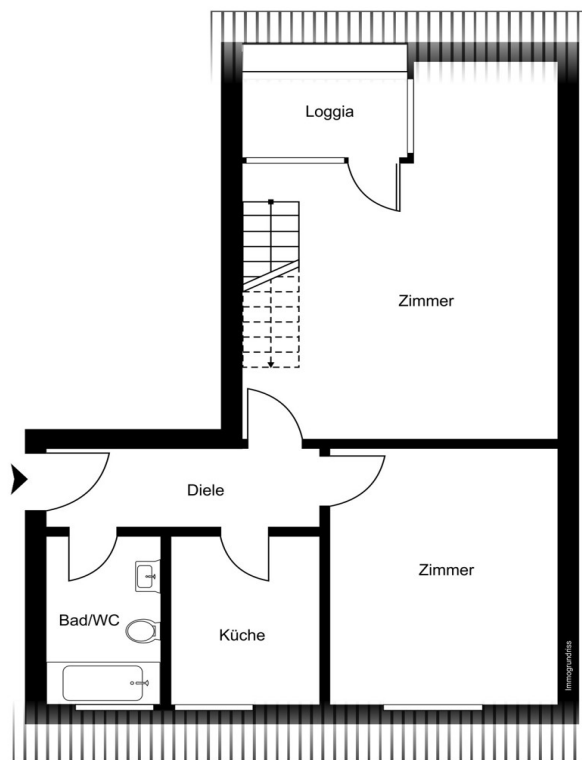 Loggia
Zimmer
Diele
Zimmer
Bad/WC
Küche
Immogrundriss